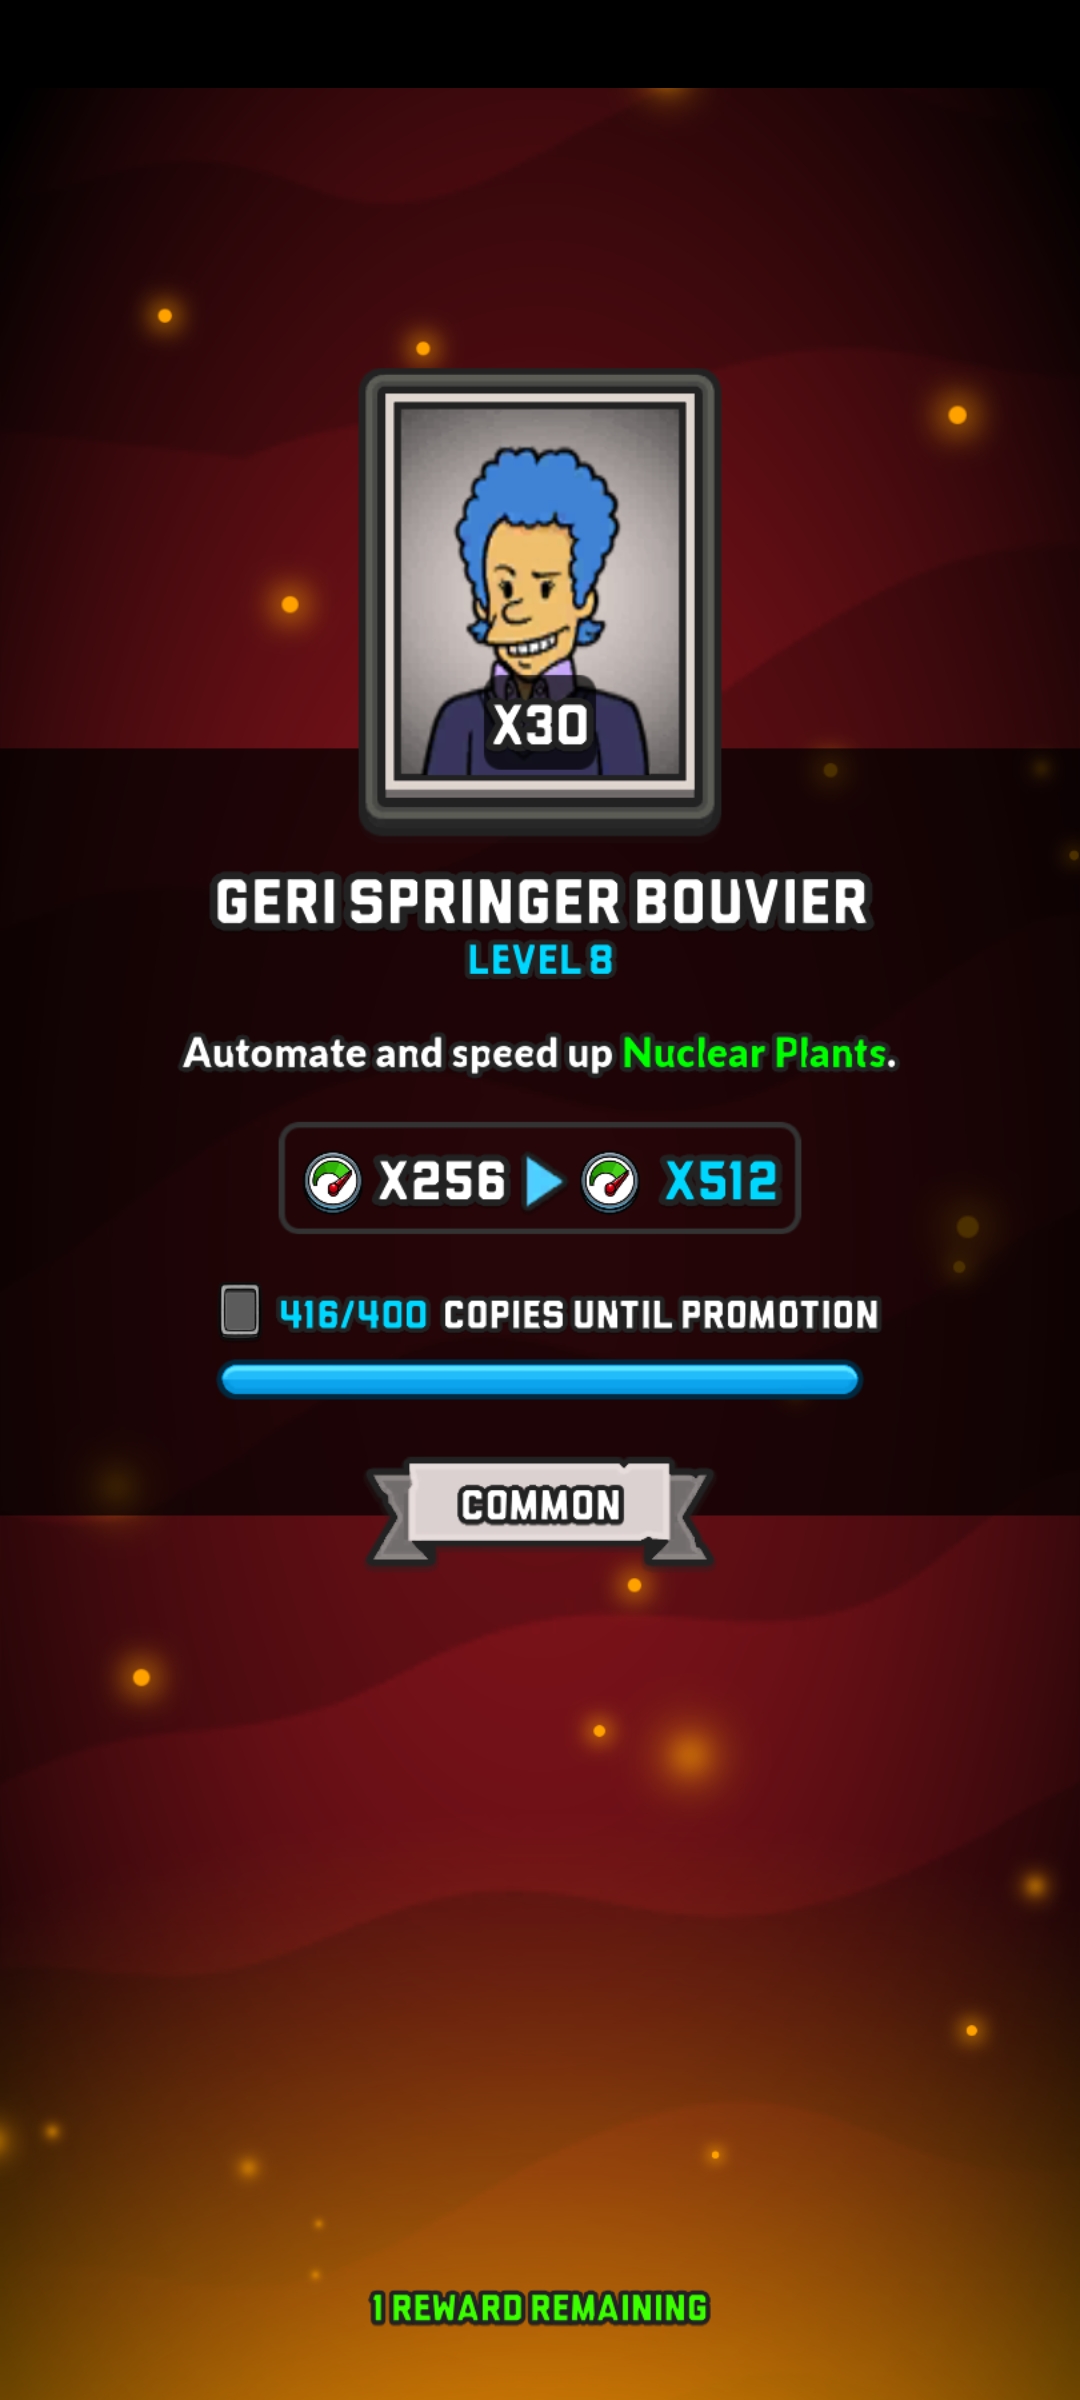 X30
GERI SPRINGER BOUVIER
LEVEL 8
Automate and speed up Nuclear Plants.
X256 X512
416/400 COPIES UNTIL PROMOTION
COMMON
1 REWARD REMAINING